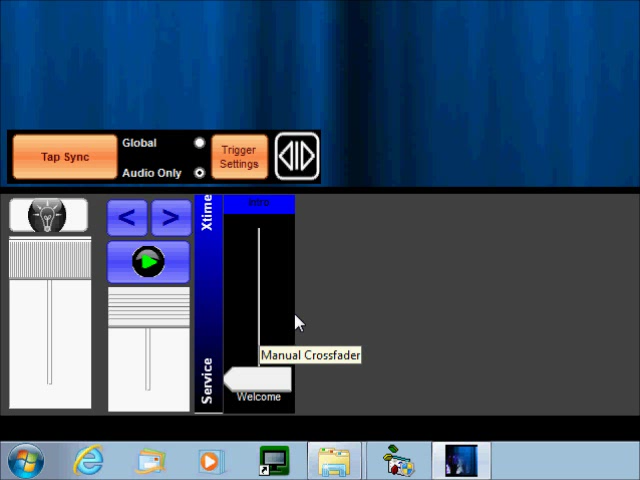 Global
Tap Sync
Trigger
Settings
Audio Only
< >
Xtime
Intro
Manual Crossfader
Service
Welcome